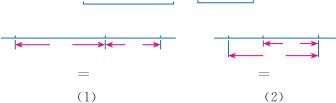 = =
(1) (2)